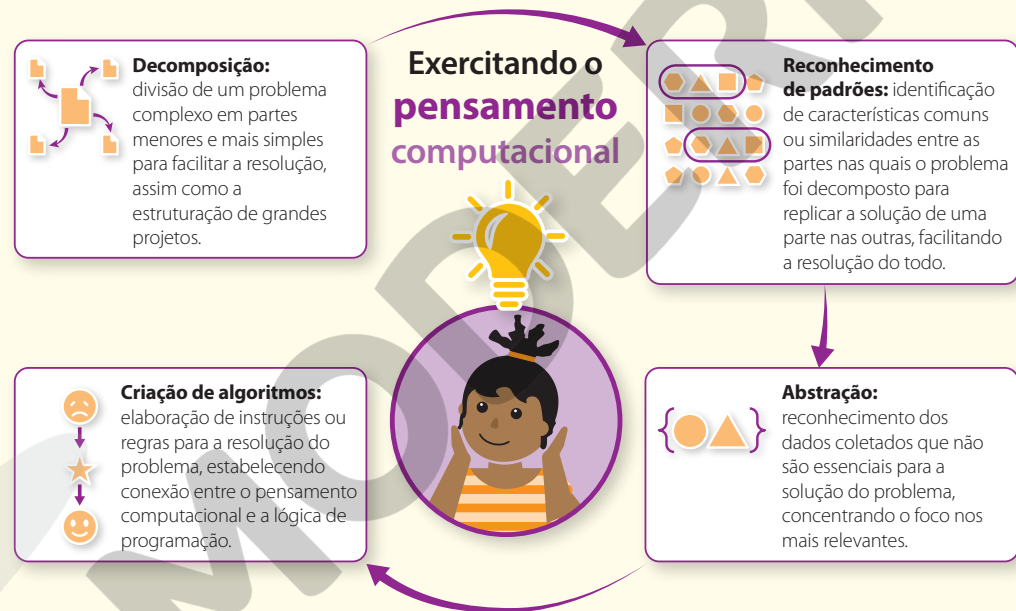 Exercitando o
pensamento
computacional
Decomposição:
divisão de um problema
complexo em partes
menores e mais simples
para facilitar a resolução,
assim como a
estruturação de grandes
projetos.
Reconhecimento
de padrões: identificação
de características comuns
ou similaridades entre as
partes nas quais o problema
foi decomposto para
replicar a solução de uma
parte nas outras, facilitando
a resolução do todo.
Abstração:
reconhecimento dos
dados coletados que não
são essenciais para a
solução do problema,
concentrando o foco nos
mais relevantes.
Criação de algoritmos:
elaboração de instruções ou
regras para a resolução do
problema, estabelecendo
conexão entre o pensamento
computacional e a lógica de
programação.
MODER